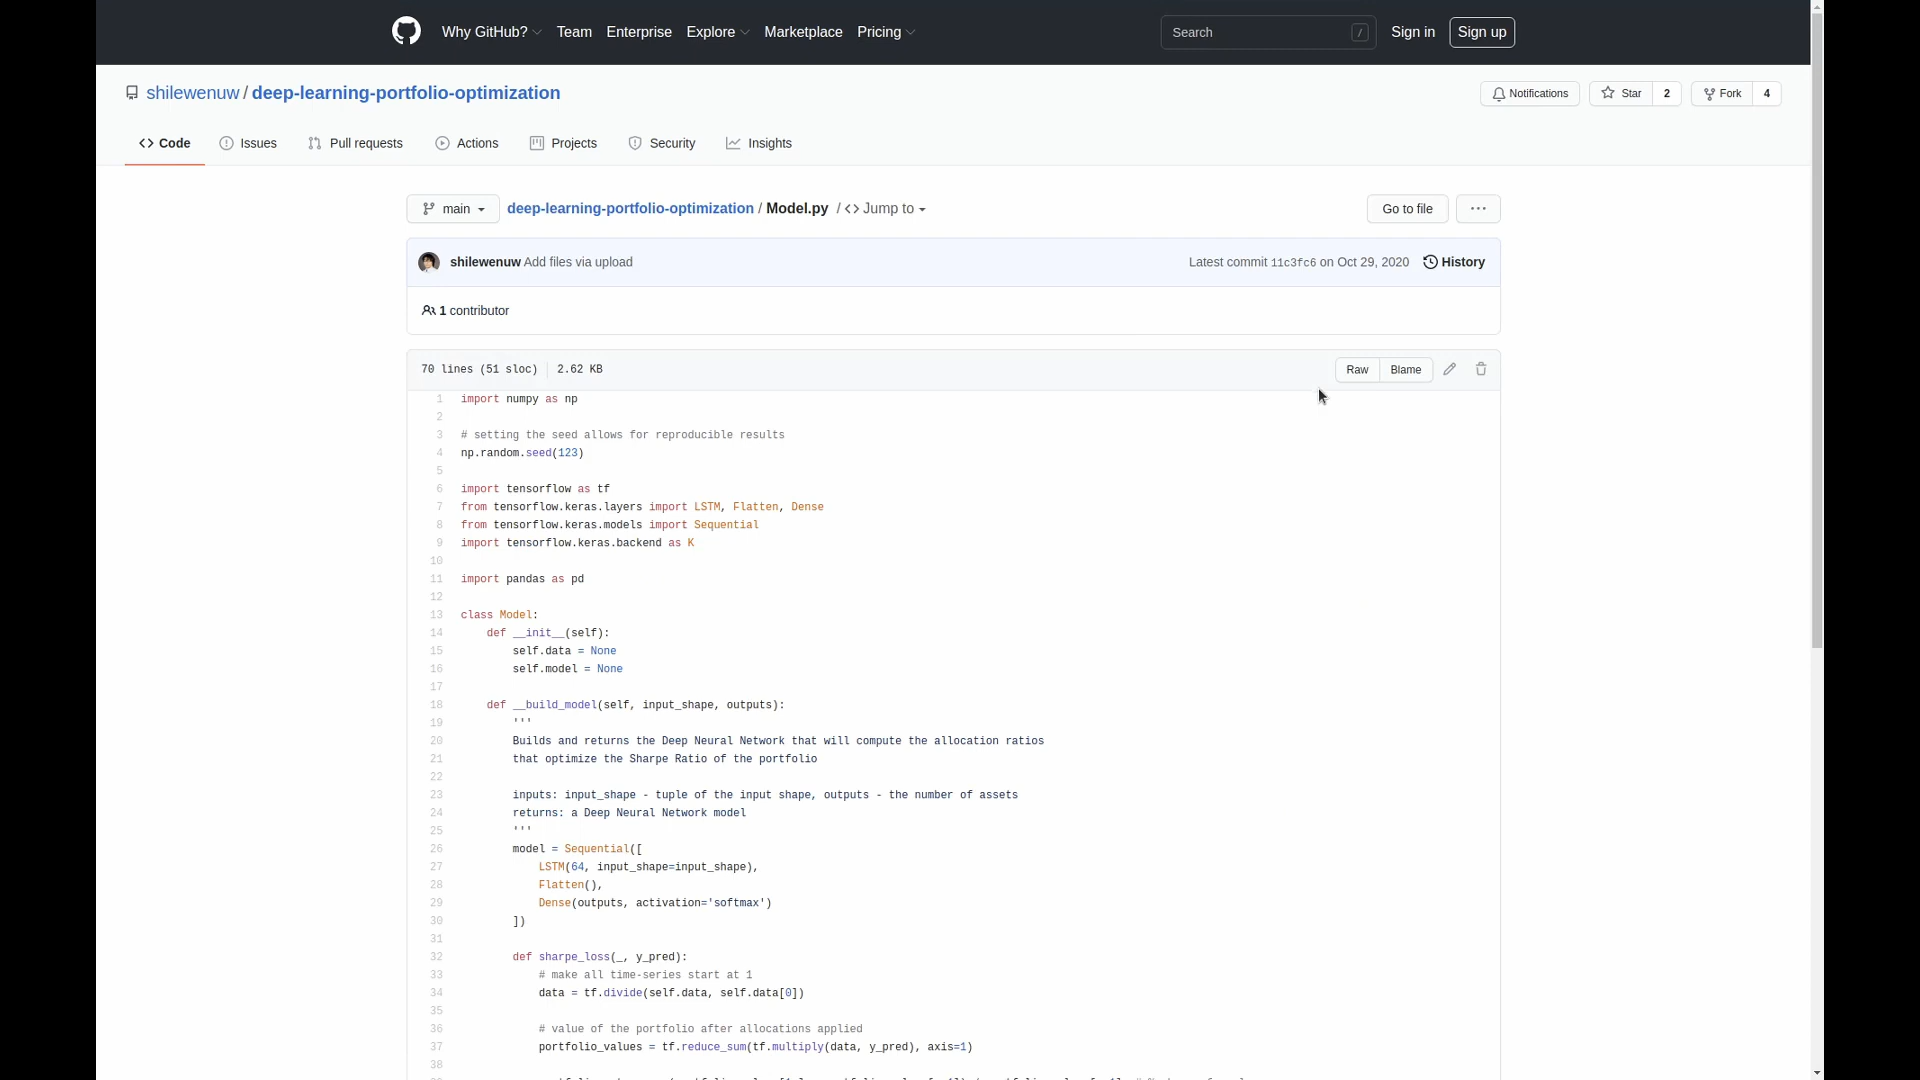 Why GitHub? Team Enterprise Explore Marketplace Pricing Search / Sign in Sign up
shilewenuw / deep-learning-portfolio-optimization Notifications Star 2 Fork 4
Code Issues Pull requests Actions Projects Security Insights
main deep-learning-portfolio-optimization / Model.py / <> Jump to Go to file ...
shilewenuw Add files via upload Latest commit 11c3fc6 on Oct 29, 2020 History
1 contributor
70 lines (51 sloc) 2.62 KB Raw Blame
1 import numpy as np
2
3 # setting the seed allows for reproducible results
4 np.random.seed(123)
5
6 import tensorflow as tf
7 from tensorflow.keras.layers import LSTM, Flatten, Dense
8 from tensorflow.keras.models import Sequential
9 import tensorflow.keras.backend as K
10
11 import pandas as pd
12
13 class Model:
14 def __init__(self):
15 self.data = None
16 self.model = None
17
18 def __build_model(self, input_shape, outputs):
19 '''
20 Builds and returns the Deep Neural Network that will compute the allocation ratios
21 that optimize the Sharpe Ratio of the portfolio
22
23 inputs: input_shape - tuple of the input shape, outputs - the number of assets
24 returns: a Deep Neural Network model
25 '''
26 model = Sequential([
27 LSTM(64, input_shape=input_shape),
28 Flatten(),
29 Dense(outputs, activation='softmax')
30 ])
31
32 def sharpe_loss(_, y_pred):
33 # make all time-series start at 1
34 data = tf.divide(self.data, self.data[0])
35
36 # value of the portfolio after allocations applied
37 portfolio_values = tf.reduce_sum(tf.multiply(data, y_pred), axis=1)
38